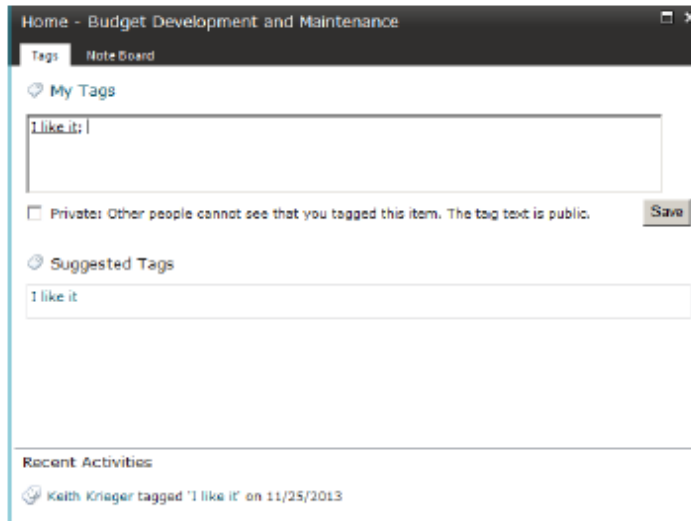 Home - Budget Development and Maintenance
Tags Note Board
My Tags
I like it;
Private: Other people cannot see that you tagged this item. The tag text is public. Save
Suggested Tags
I like it
Recent Activities
Keith Krieger tagged 'I like it' on 11/25/2013